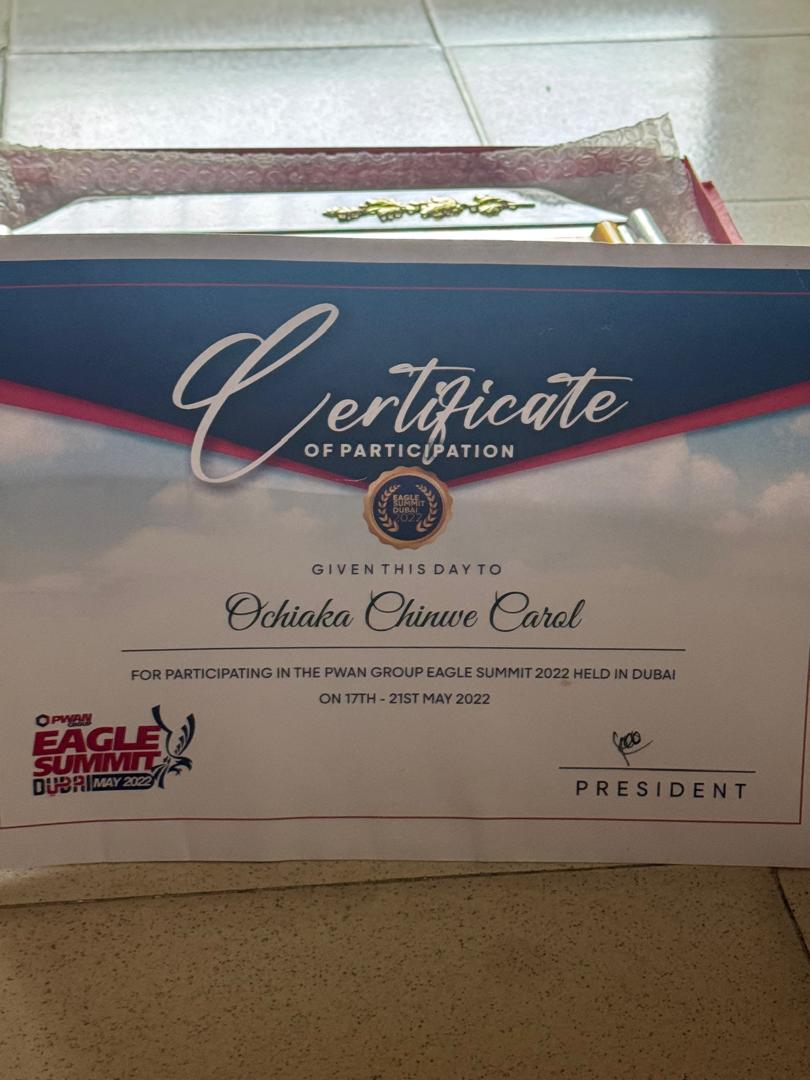 Certificate
OF PARTICIPATION
EAGLE
SUMMIT
DUBAI
2022
GIVEN THIS DAY TO
Ochiaka Chinwe Carol
FOR PARTICIPATING IN THE PWAN GROUP EAGLE SUMMIT 2022 HELD IN DUBAI
ON 17TH - 21ST MAY 2022
PWAN
GROUP
EAGLE
SUMMIT
DUBAI MAY 2022
PRESIDENT